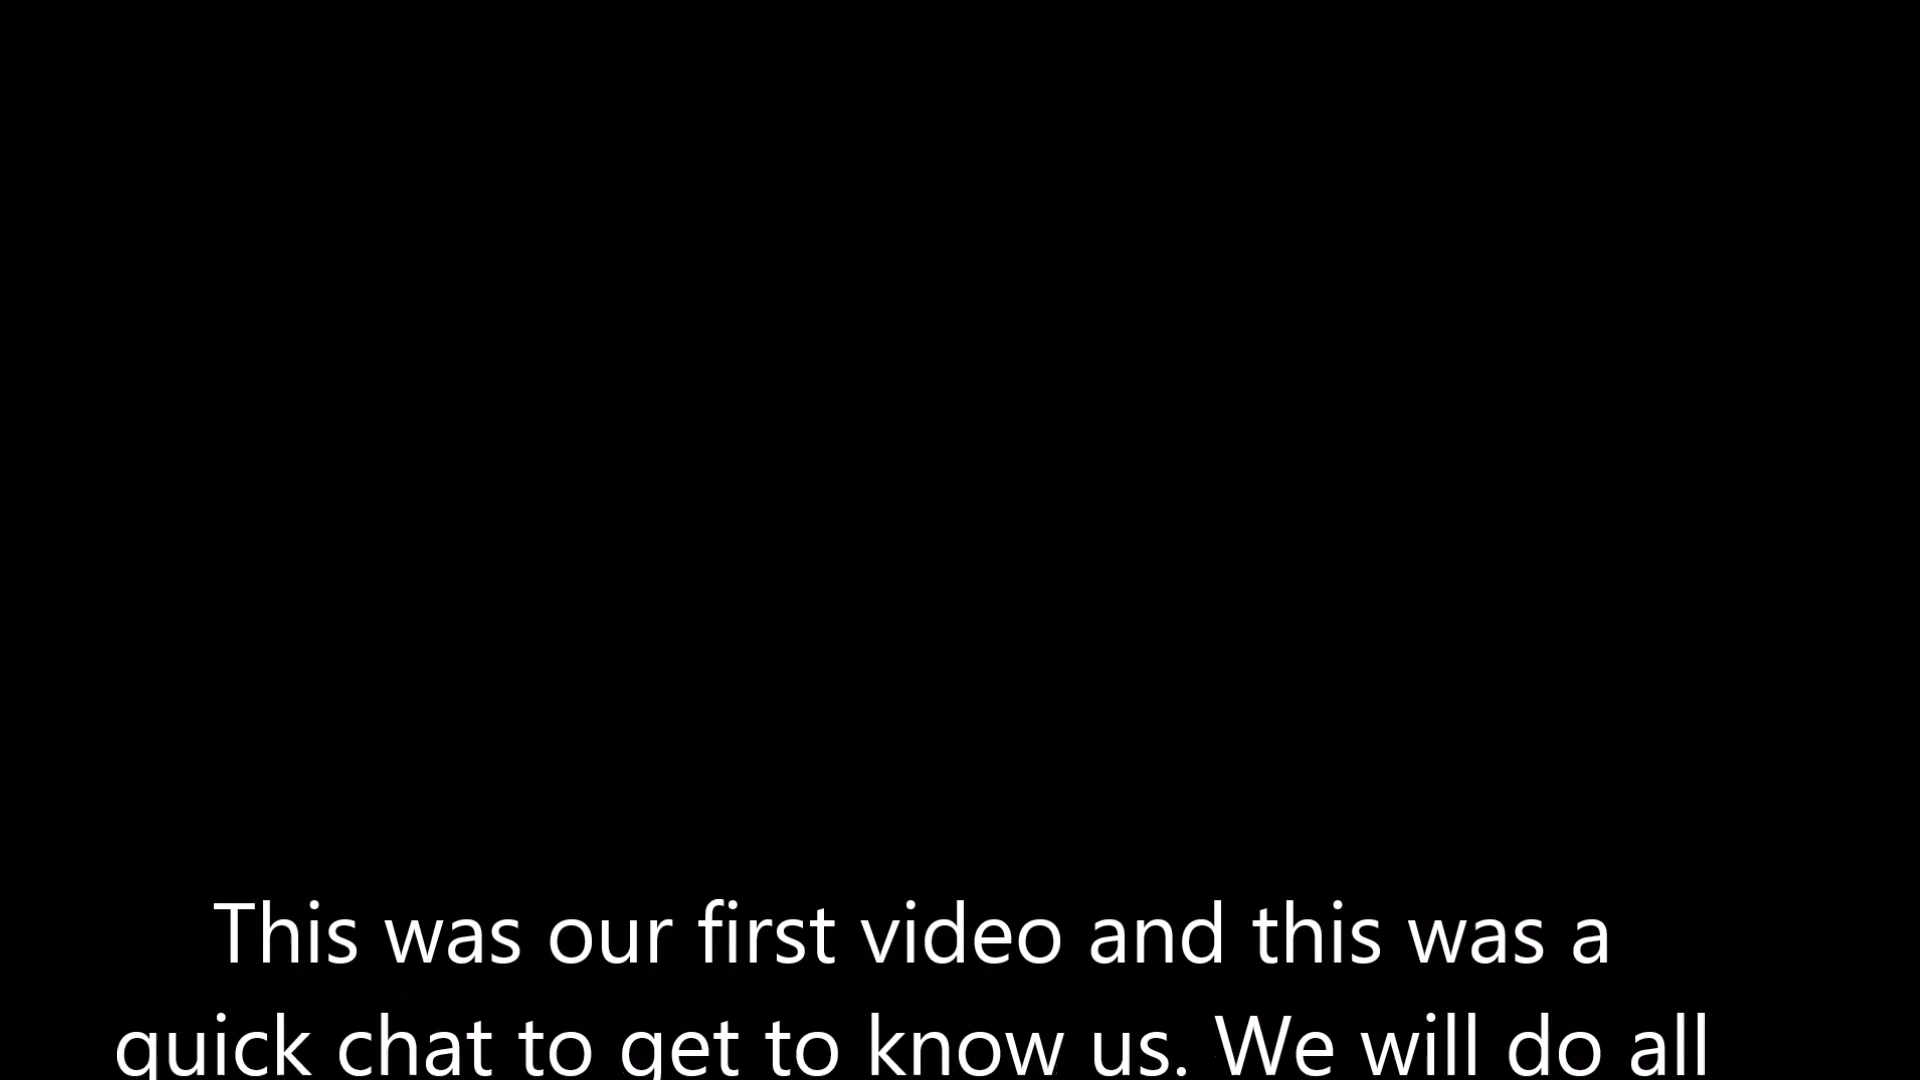 This was our first video and this was a
quick chat to get to know us. We will do all